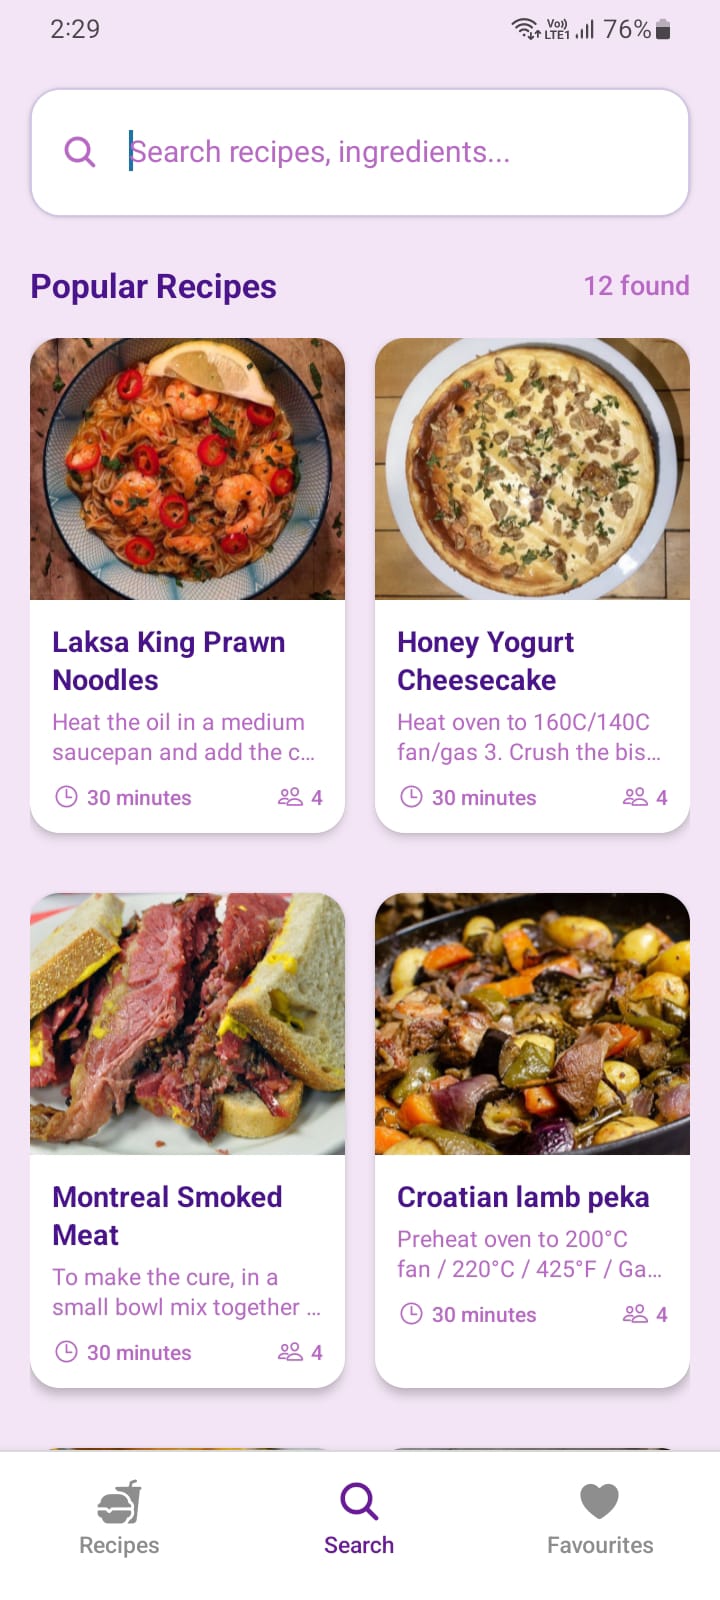 2:29
Vo))
LTE1
76%
Search recipes, ingredients...
Popular Recipes
12 found
Laksa King Prawn
Noodles
Heat the oil in a medium
saucepan and add the c...
30 minutes
4
Honey Yogurt
Cheesecake
Heat oven to 160C/140C
fan/gas 3. Crush the bis...
30 minutes
4
Montreal Smoked
Meat
To make the cure, in a
small bowl mix together ...
30 minutes
4
Croatian lamb peka
Preheat oven to 200°C
fan / 220°C / 425°F / Ga...
30 minutes
4
Recipes
Search
Favourites